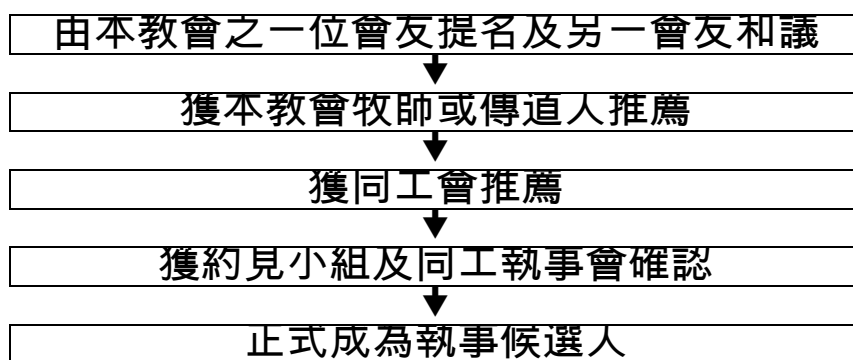 由本教會之一位會友提名及另一會友和議
獲本教會牧師或傳道人推薦
獲同工會推薦
獲約見小組及同工執事會確認
正式成為執事候選人